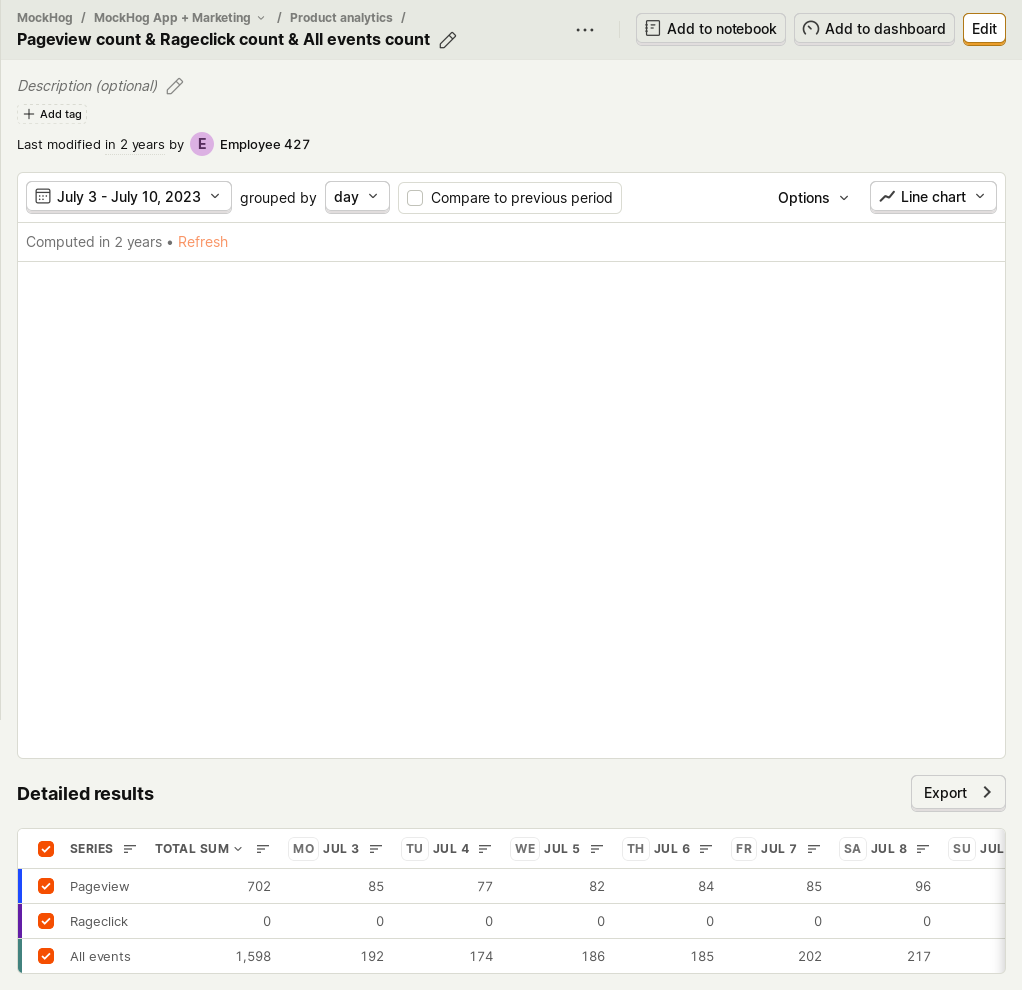 MockHog / MockHog App + Marketing / Product analytics /
Pageview count & Rageclick count & All events count
Add to notebook
Add to dashboard
Edit
Description (optional)
Add tag
Last modified in 2 years by E Employee 427
July 3 - July 10, 2023 grouped by day Compare to previous period Options Line chart
Computed in 2 years • Refresh
Detailed results
Export
SERIES TOTAL SUM MO JUL 3 TU JUL 4 WE JUL 5 TH JUL 6 FR JUL 7 SA JUL 8 SU JUL
Pageview 702 85 77 82 84 85 96
Rageclick 0 0 0 0 0 0 0
All events 1,598 192 174 186 185 202 217